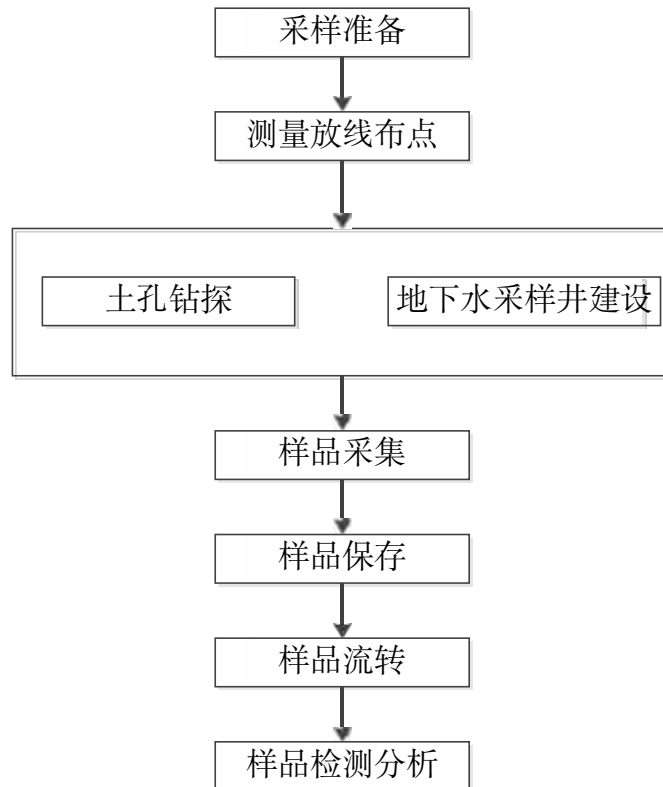 采样准备
测量放线布点
土孔钻探
地下水采样井建设
样品采集
样品保存
样品流转
样品检测分析